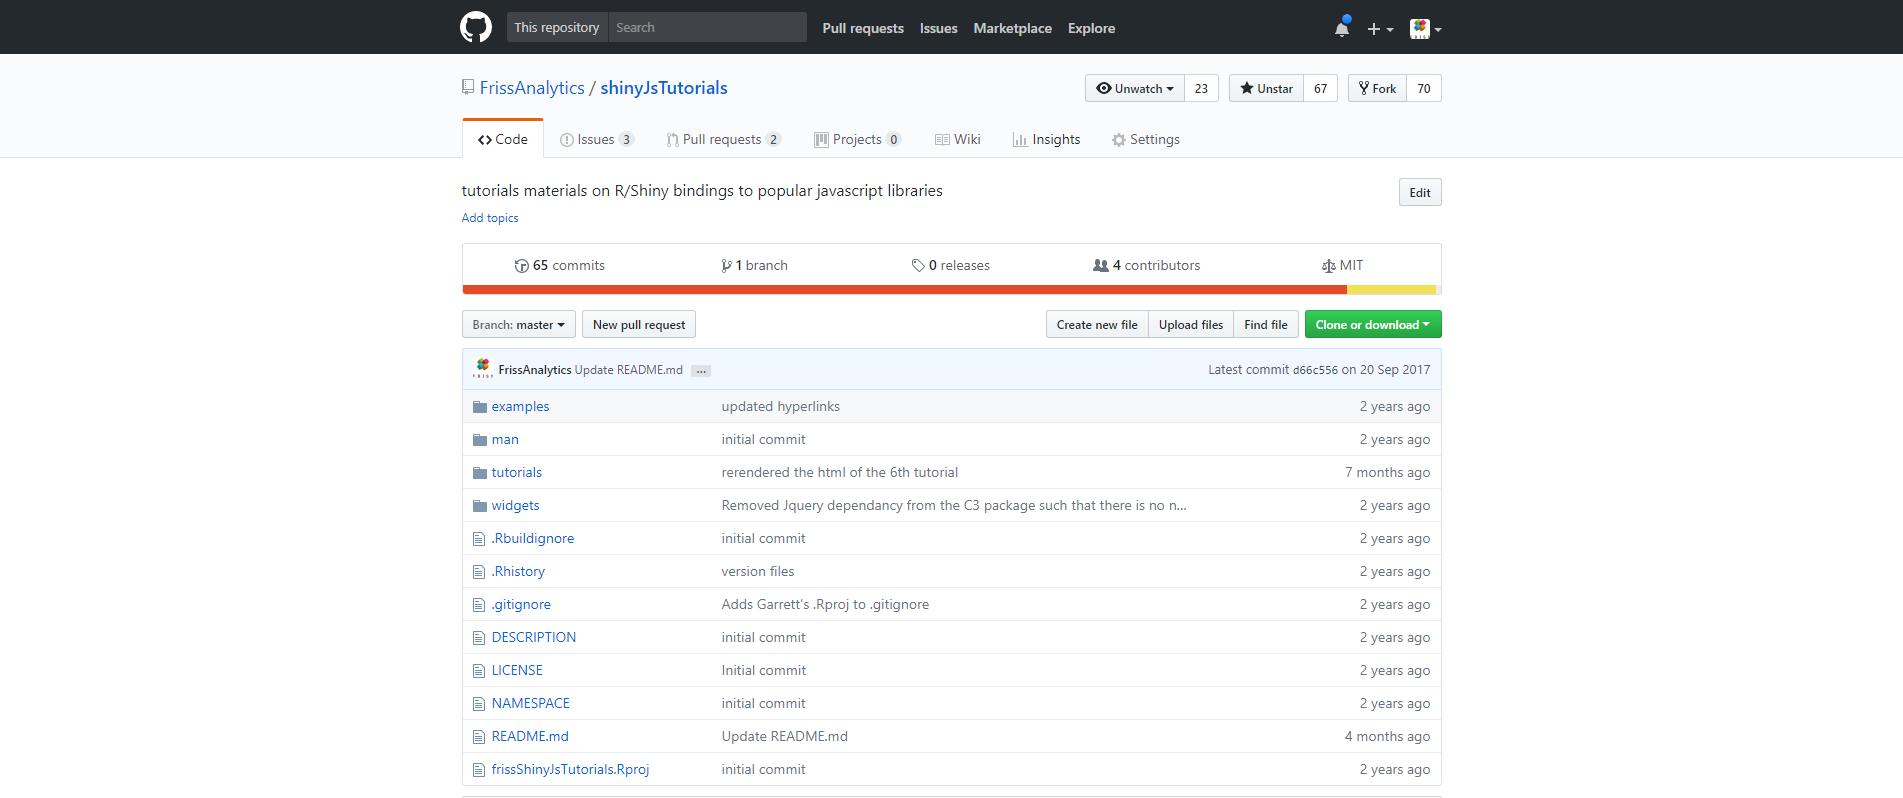 This repository Search Pull requests Issues Marketplace Explore
FrissAnalytics / shinyJsTutorials Unwatch 23 Unstar 67 Fork 70
Code Issues 3 Pull requests 2 Projects 0 Wiki Insights Settings
tutorials materials on R/Shiny bindings to popular javascript libraries Edit
Add topics
65 commits 1 branch 0 releases 4 contributors MIT
Branch: master New pull request Create new file Upload files Find file Clone or download
FRISS FrissAnalytics Update README.md ... Latest commit d66c556 on 20 Sep 2017
examples updated hyperlinks 2 years ago
man initial commit 2 years ago
tutorials rerendered the html of the 6th tutorial 7 months ago
widgets Removed Jquery dependancy from the C3 package such that there is no n... 2 years ago
.Rbuildignore initial commit 2 years ago
.Rhistory version files 2 years ago
.gitignore Adds Garrett's .Rproj to .gitignore 2 years ago
DESCRIPTION initial commit 2 years ago
LICENSE Initial commit 2 years ago
NAMESPACE initial commit 2 years ago
README.md Update README.md 4 months ago
frissShinyJsTutorials.Rproj initial commit 2 years ago